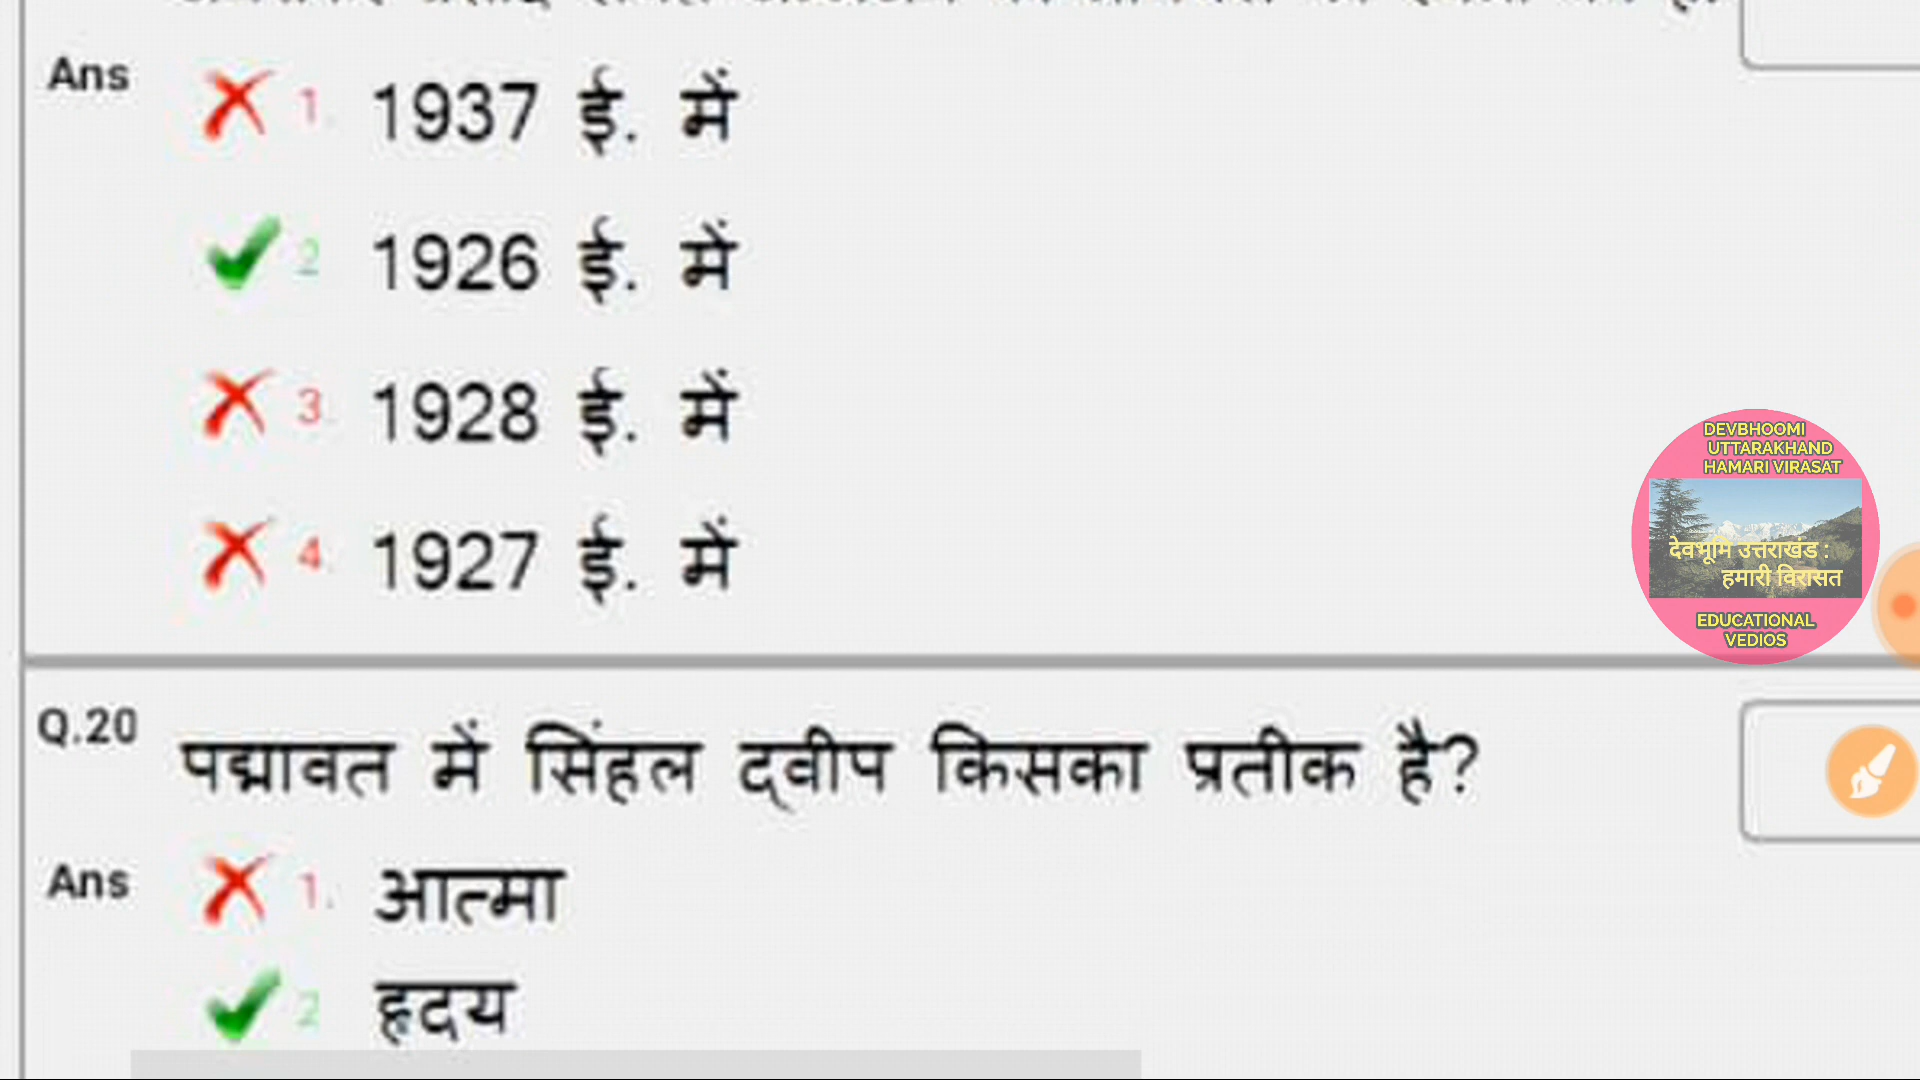 Ans
1. 1937 ई. में
2 1926 ई. में
3. 1928 ई. में
4. 1927 ई. में
DEVBHOOMI
UTTARAKHAND
HAMARI VIRASAT
देवभूमि उत्तराखंड :
हमारी विरासत
EDUCATIONAL
VEDIOS
Q.20 पद्मावत में सिंहल द्वीप किसका प्रतीक है?
Ans
1. आत्मा
2 हृदय